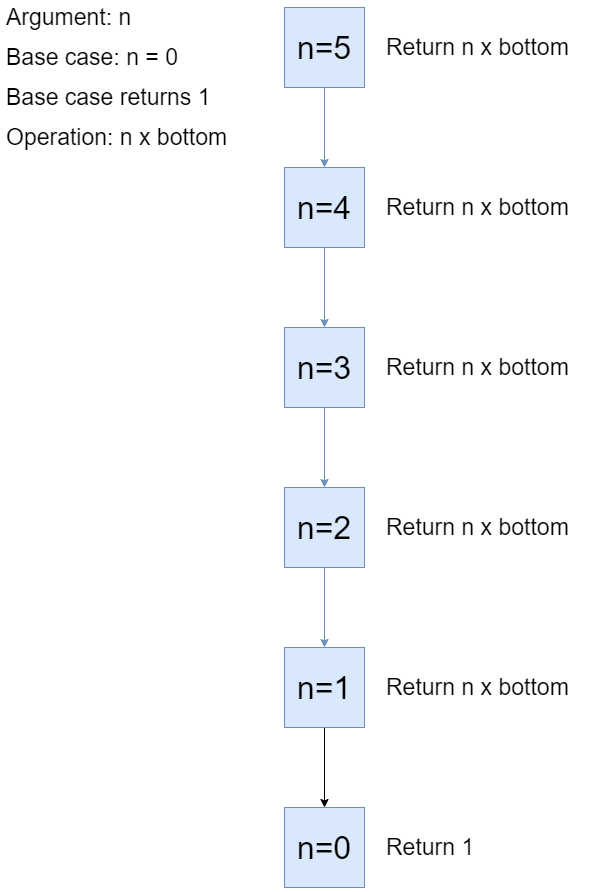 Argument: n
Base case: n = 0
Base case returns 1
Operation: n x bottom
n=5 Return n x bottom
n=4 Return n x bottom
n=3 Return n x bottom
n=2 Return n x bottom
n=1 Return n x bottom
n=0 Return 1